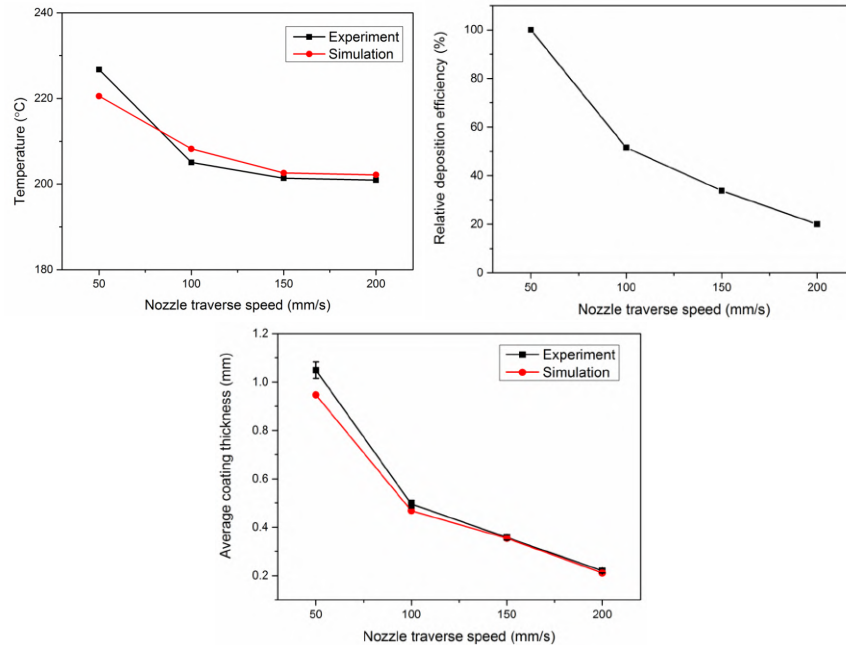 Temperature (°C)
220
200
180
Experiment
Simulation
50
100
150
200
Nozzle traverse speed (mm/s)
Relative deposition efficiency (%)
100
80
60
40
20
0
50
100
150
200
Nozzle traverse speed (mm/s)
Average coating thickness (mm)
1.2
1.0
0.8
0.6
0.4
0.2
Experiment
Simulation
50
100
150
200
Nozzle traverse speed (mm/s)
240